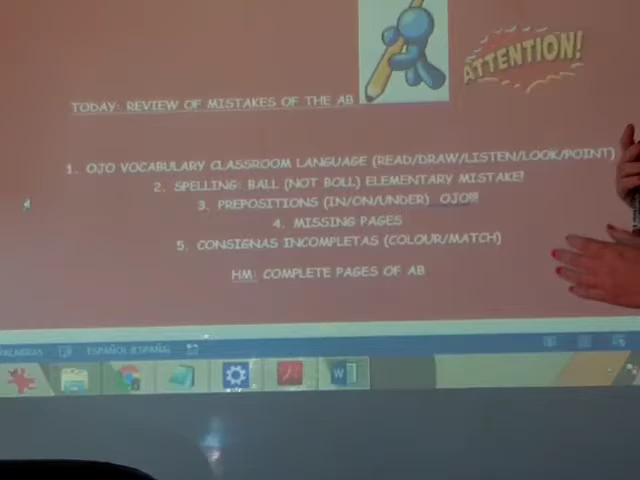 ATTENTION!
TODAY: REVIEW OF MISTAKES OF THE AB
1. OJO VOCABULARY CLASSROOM LANGUAGE (READ/DRAW/LISTEN/LOOK/POINT)
2. SPELLING: BALL (NOT BOLL) ELEMENTARY MISTAKE!
3. PREPOSITIONS (IN/ON/UNDER) OJO!!!
4. MISSING PAGES
5. CONSIGNAS INCOMPLETAS (COLOUR/MATCH)
HM: COMPLETE PAGES OF AB
PALABRAS ESPAÑOL (ESPAÑA)
W